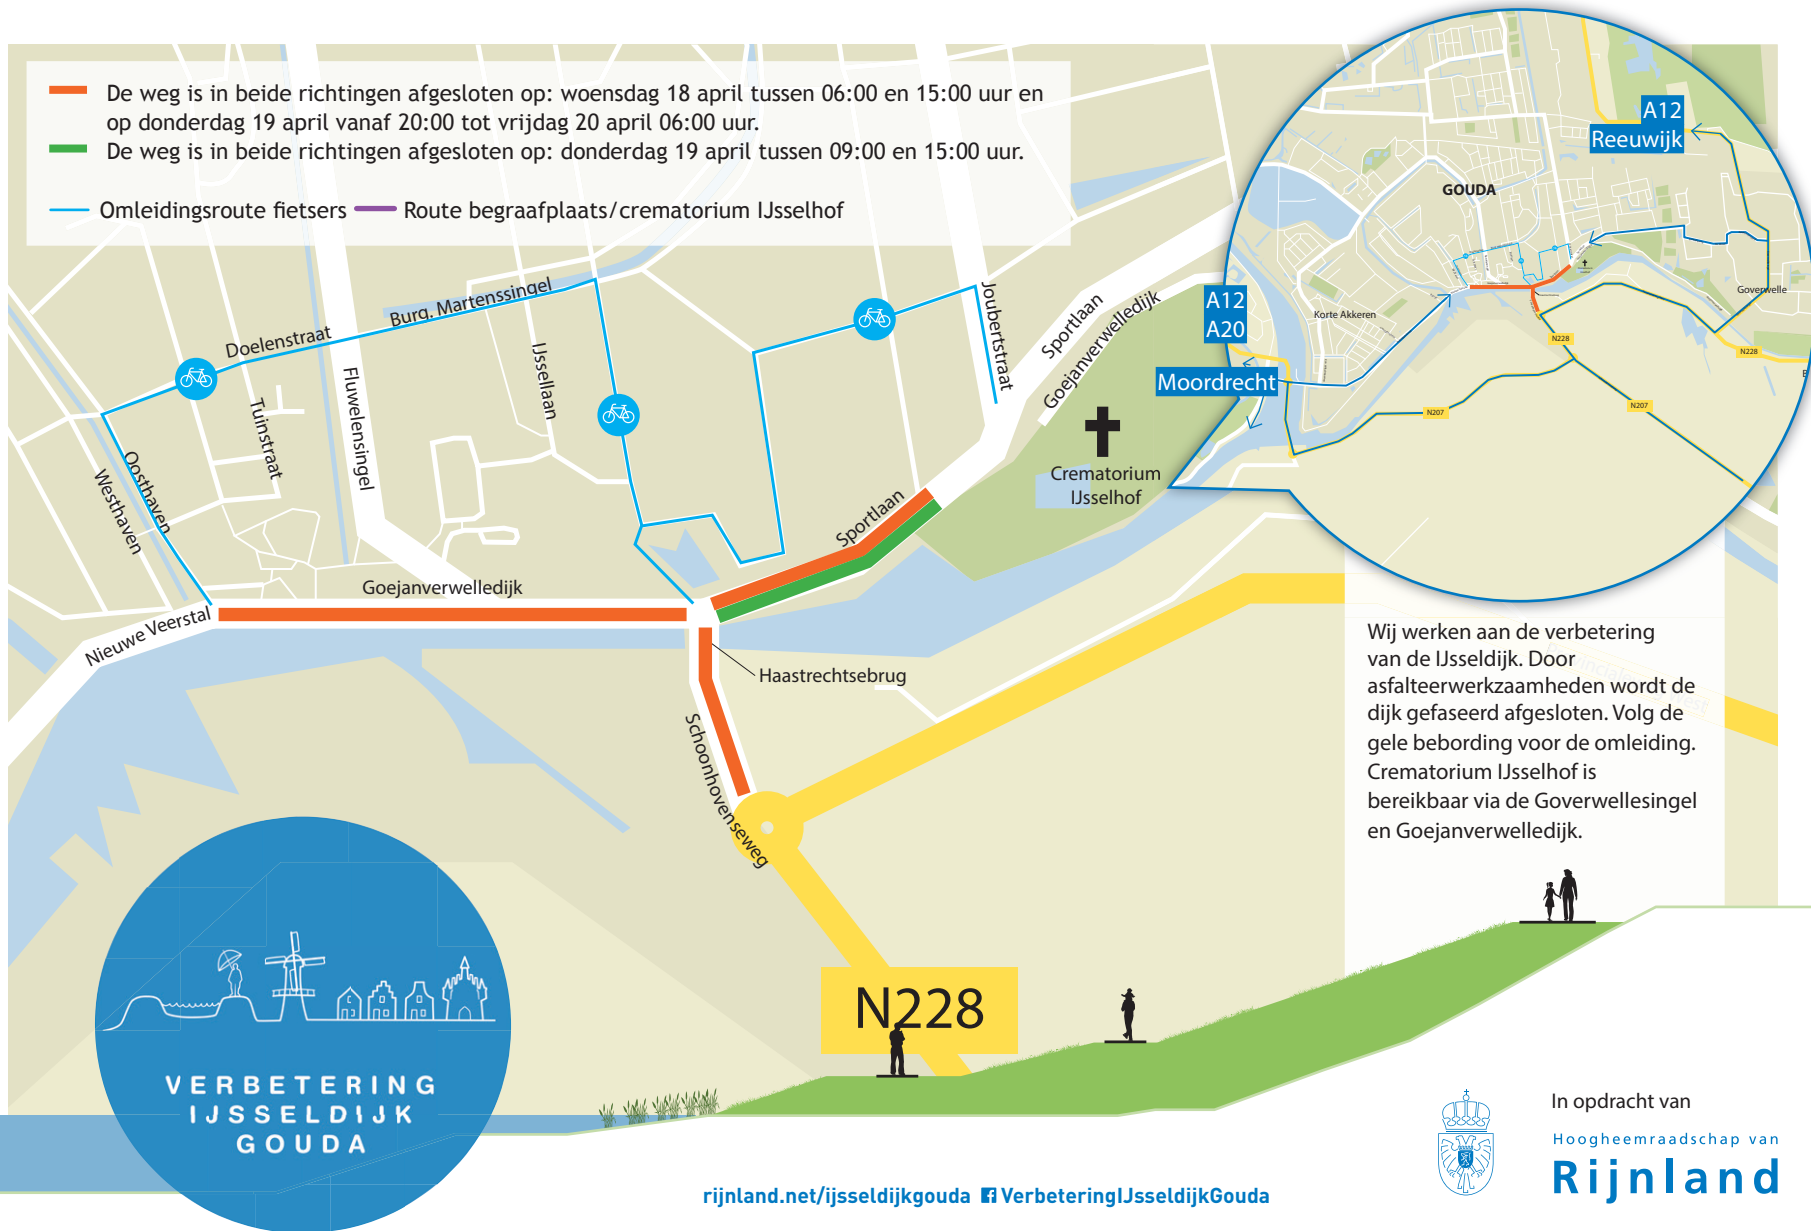 De weg is in beide richtingen afgesloten op: woensdag 18 april tussen 06:00 en 15:00 uur en
op donderdag 19 april vanaf 20:00 tot vrijdag 20 april 06:00 uur.
De weg is in beide richtingen afgesloten op: donderdag 19 april tussen 09:00 en 15:00 uur.
Omleidingsroute fietsers
Route begraafplaats/crematorium IJsselhof
A12
Reeuwijk
GOUDA
Korte Akkeren
Goverwelle
N228
N228
N207
N207
A12
A20
Moordrecht
Doelenstraat
Burg. Martenssingel
Joubertstraat
Sportlaan
Goejanverwelledijk
IJssellaan
Fluwelensingel
Tuinstraat
Oosthaven
Westhaven
Crematorium
IJsselhof
Sportlaan
Goejanverwelledijk
Nieuwe Veerstal
Haastrechtsebrug
Schoonhovenseweg
Wij werken aan de verbetering
van de IJsseldijk. Door
asfalteerwerkzaamheden wordt de
dijk gefaseerd afgesloten. Volg de
gele bebording voor de omleiding.
Crematorium IJsselhof is
bereikbaar via de Goverwellesingel
en Goejanverwelledijk.
N228
VERBETERING
IJSSELDIJK
GOUDA
In opdracht van
Hoogheemraadschap van
Rijnland
rijnland.net/ijsseldijkgouda VerbeteringIJsseldijkGouda